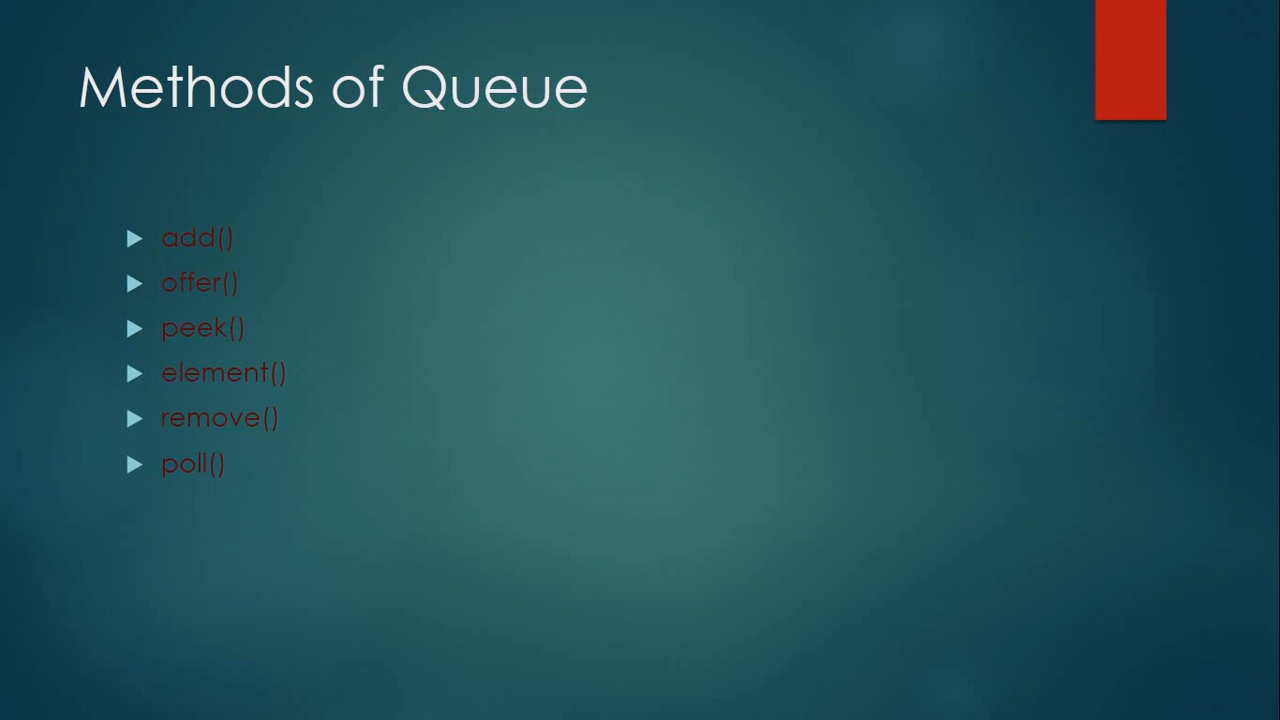 Methods of Queue
add()
offer()
peek()
element()
remove()
poll()